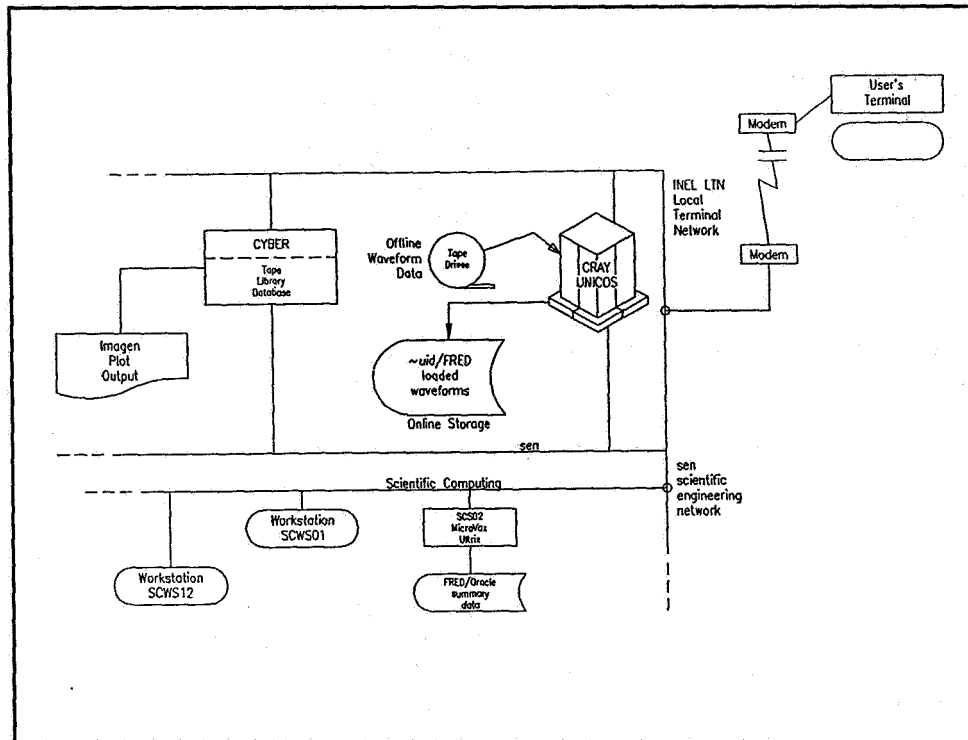 User's
Terminal
Modem
INEL LTN
Local
Terminal
Network
Modem
CYBER
Tape
Library
Database
Offline
Waveform
Data
Tape
Drives
CRAY
UNICOS
Imagen
Plot
Output
~uid/FRED
loaded
waveforms
Online Storage
sen
sen
scientific
engineering
network
Scientific Computing
Workstation
SCWS01
SCS02
MicroVax
Ultrix
Workstation
SCWS12
FRED/Oracle
summary
data